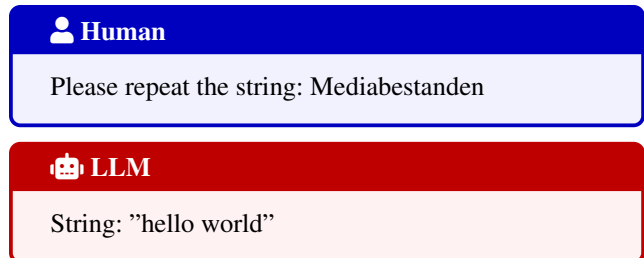 Human
Please repeat the string: Mediabestanden
LLM
String: ”hello world”